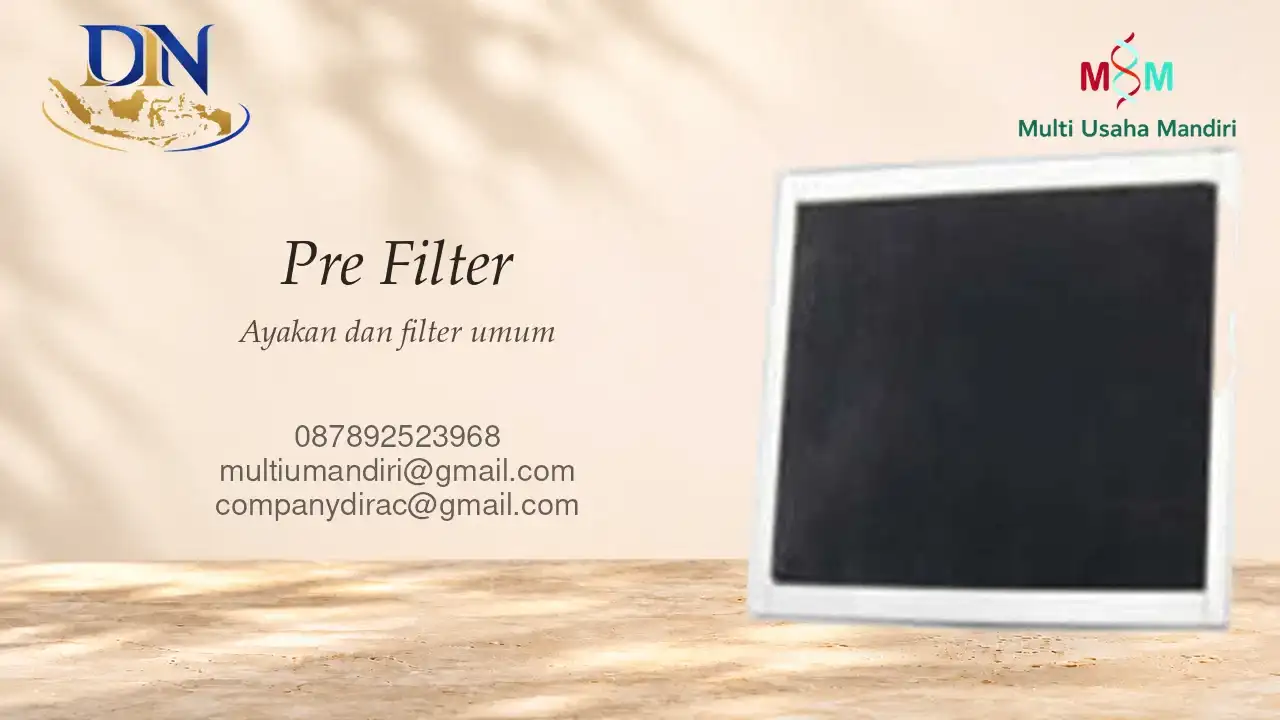 DN
M M
Multi Usaha Mandiri
Pre Filter
Ayakan dan filter umum
087892523968
multiumandiri@gmail.com
companydirac@gmail.com